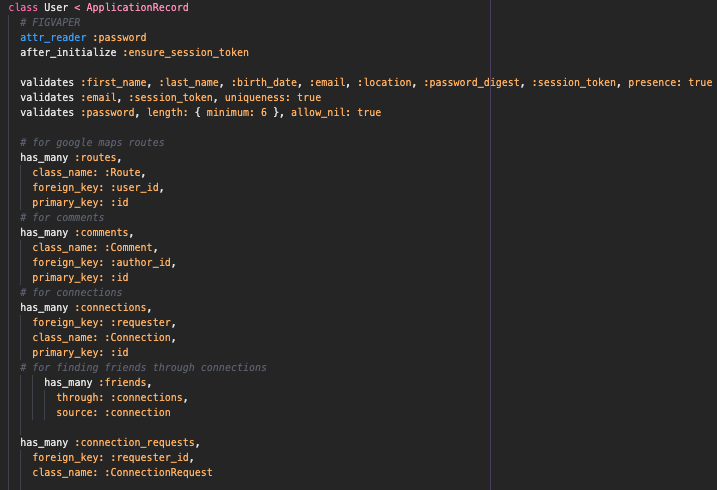 class User < ApplicationRecord
# FIGVAPER
attr_reader :password
after_initialize :ensure_session_token
validates :first_name, :last_name, :birth_date, :email, :location, :password_digest, :session_token, presence: true
validates :email, :session_token, uniqueness: true
validates :password, length: { minimum: 6 }, allow_nil: true
# for google maps routes
has_many :routes,
class_name: :Route,
foreign_key: :user_id,
primary_key: :id
# for comments
has_many :comments,
class_name: :Comment,
foreign_key: :author_id,
primary_key: :id
# for connections
has_many :connections,
foreign_key: :requester,
class_name: :Connection,
primary_key: :id
# for finding friends through connections
has_many :friends,
through: :connections,
source: :connection
has_many :connection_requests,
foreign_key: :requester_id,
class_name: :ConnectionRequest